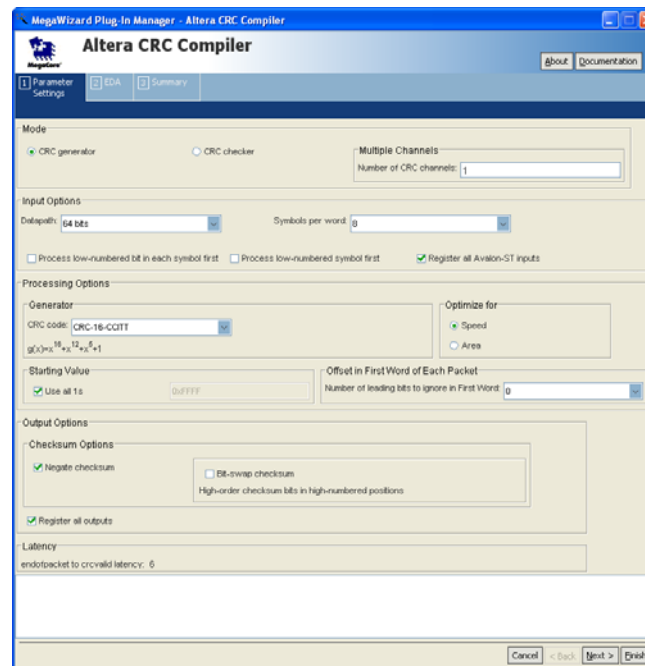 MegaWizard Plug-In Manager - Altera CRC Compiler
Altera CRC Compiler
MegaCore
About Documentation
1 Parameter Settings 2 EDA 3 Summary
Mode
CRC generator CRC checker
Multiple Channels
Number of CRC channels: 1
Input Options
Datapath: 64 bits Symbols per word: 8
Process low-numbered bit in each symbol first Process low-numbered symbol first Register all Avalon-ST inputs
Processing Options
Generator
CRC code: CRC-16-CCITT
g(x)=x^16+x^12+x^5+1
Optimize for
Speed
Area
Starting Value
Use all 1s 0xFFFF
Offset in First Word of Each Packet
Number of leading bits to ignore in First Word: 0
Output Options
Checksum Options
Negate checksum
Bit-swap checksum
High-order checksum bits in high-numbered positions
Register all outputs
Latency
endofpacket to crcvalid latency: 6
Cancel < Back Next > Finish